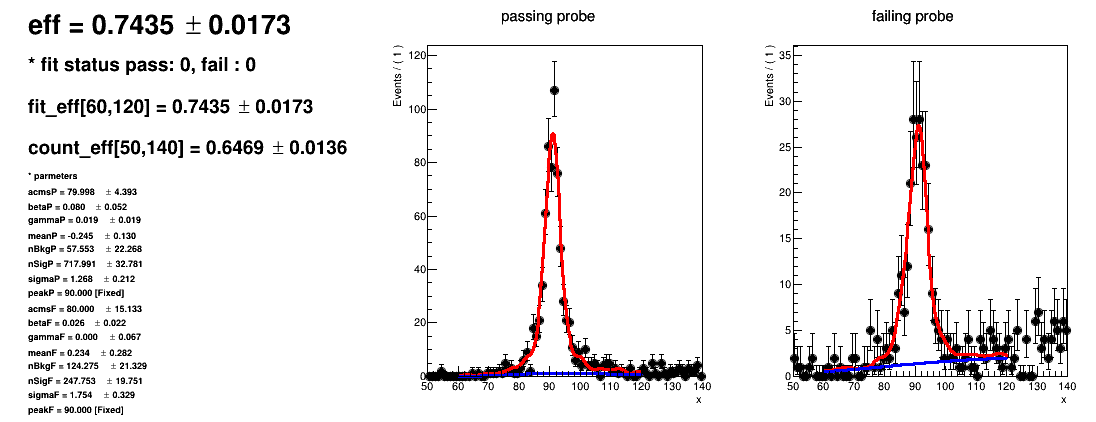 eff = 0.7435 ± 0.0173
* fit status pass: 0, fail : 0
fit_eff[60,120] = 0.7435 ± 0.0173
count_eff[50,140] = 0.6469 ± 0.0136
* parmeters
acmsP = 79.998 ± 4.393
betaP = 0.080 ± 0.052
gammaP = 0.019 ± 0.019
meanP = -0.245 ± 0.130
nBkgP = 57.553 ± 22.268
nSigP = 717.991 ± 32.781
sigmaP = 1.268 ± 0.212
peakP = 90.000 [Fixed]
acmsF = 80.000 ± 15.133
betaF = 0.026 ± 0.022
gammaF = 0.000 ± 0.067
meanF = 0.234 ± 0.282
nBkgF = 124.275 ± 21.329
nSigF = 247.753 ± 19.751
sigmaF = 1.754 ± 0.329
peakF = 90.000 [Fixed]
passing probe
Events / ( 1 )
120
100
80
60
40
20
0
50 60 70 80 90 100 110 120 130 140
x
failing probe
Events / ( 1 )
35
30
25
20
15
10
5
0
50 60 70 80 90 100 110 120 130 140
x